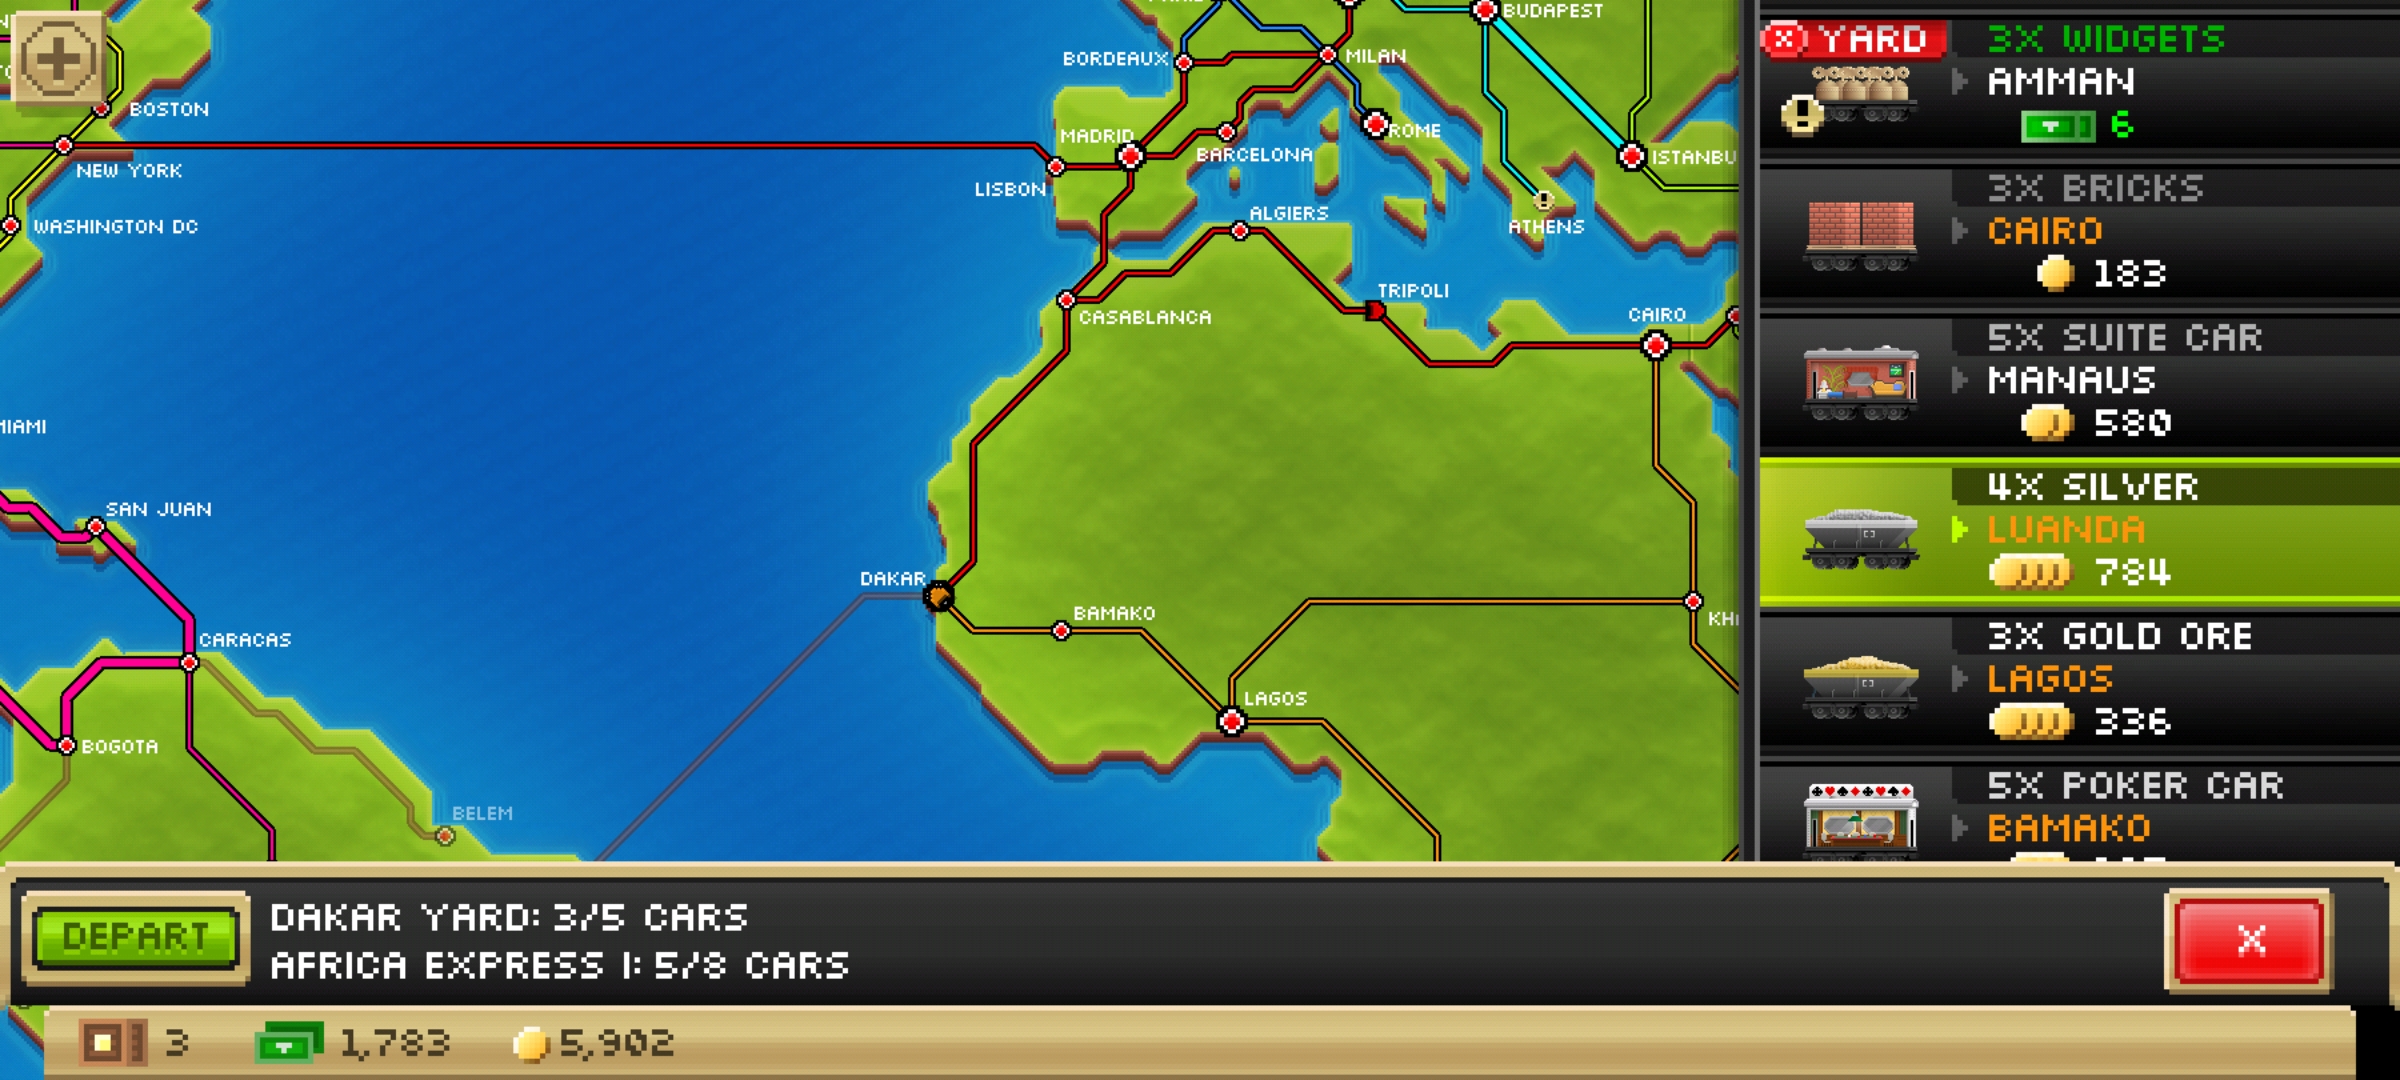 BUDAPEST
BORDEAUX
MILAN
BOSTON
MADRID
ROME
NEW YORK
BARCELONA
LISBON
ALGIERS
WASHINGTON DC
ATHENS
TRIPOLI
CASABLANCA
CAIRO
SAN JUAN
DAKAR
BAMAKO
CARACAS
LAGOS
BOGOTA
BELEM
YARD
3X WIDGETS
AMMAN
6
3X BRICKS
CAIRO
183
5X SUITE CAR
MANAUS
580
4X SILVER
LUANDA
784
3X GOLD ORE
LAGOS
336
5X POKER CAR
BAMAKO
DEPART
DAKAR YARD: 3/5 CARS
AFRICA EXPRESS I: 5/8 CARS
X
3
1,783
5,902